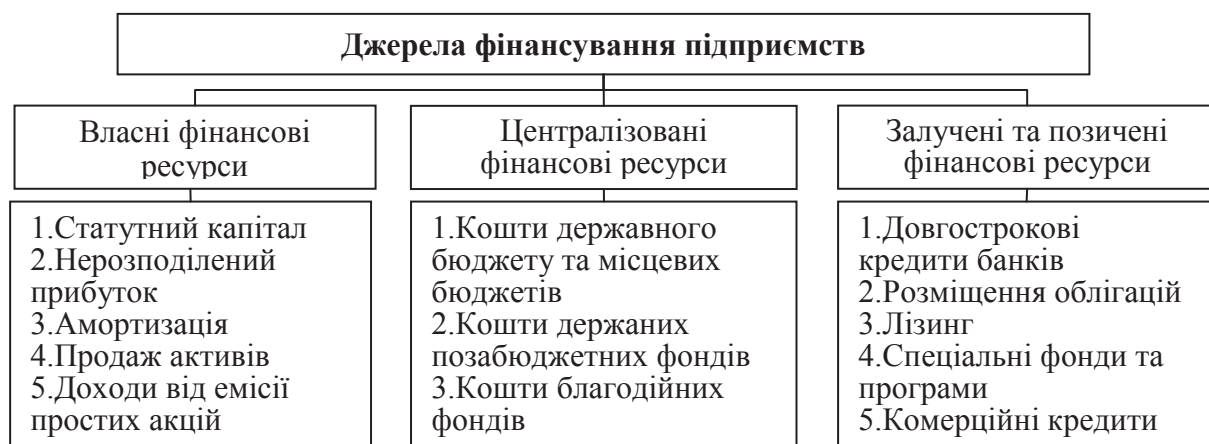 Джерела фінансування підприємств
Власні фінансові
ресурси
Централізовані
фінансові ресурси
Залучені та позичені
фінансові ресурси
1.Статутний капітал
2.Нерозподілений
прибуток
3.Амортизація
4.Продаж активів
5.Доходи від емісії
простих акцій
1.Кошти державного
бюджету та місцевих
бюджетів
2.Кошти держаних
позабюджетних фондів
3.Кошти благодійних
фондів
1.Довгострокові
кредити банків
2.Розміщення облігацій
3.Лізинг
4.Спеціальні фонди та
програми
5.Комерційні кредити